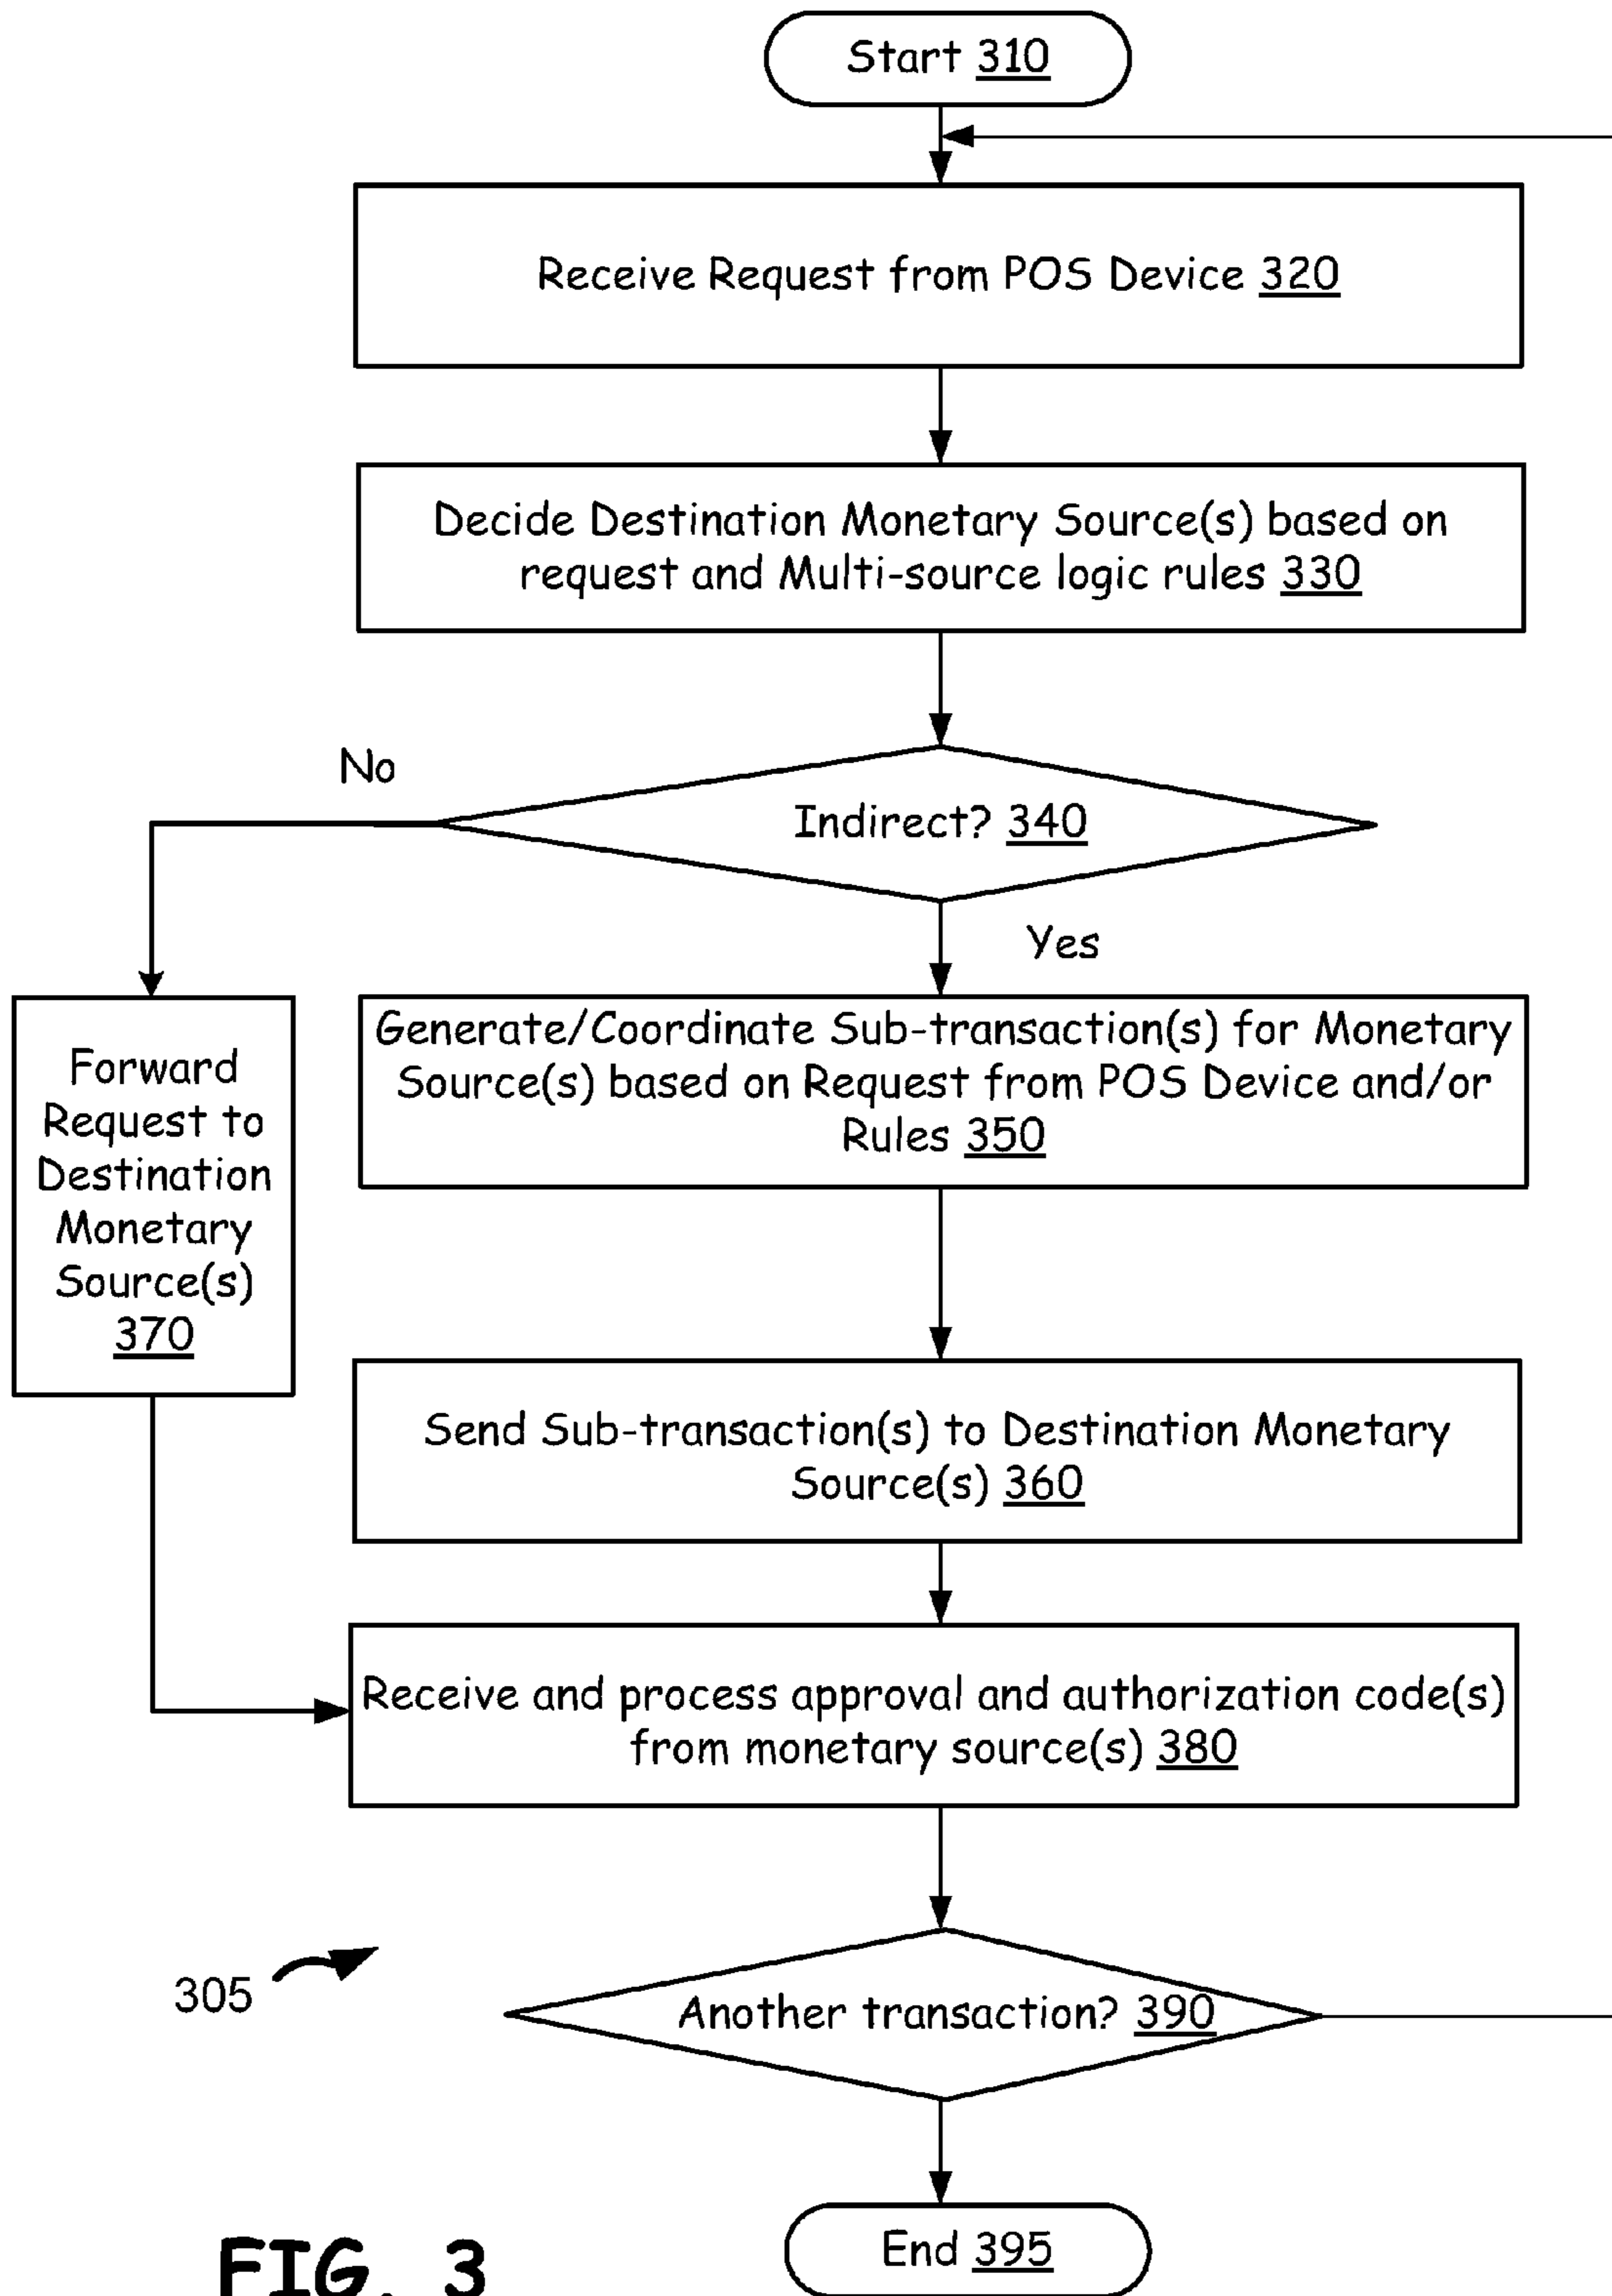 Start 310
Receive Request from POS Device 320
Decide Destination Monetary Source(s) based on
request and Multi-source logic rules 330
No
Indirect? 340
Yes
Generate/Coordinate Sub-transaction(s) for Monetary
Source(s) based on Request from POS Device and/or
Rules 350
Forward
Request to
Destination
Monetary
Source(s)
370
Send Sub-transaction(s) to Destination Monetary
Source(s) 360
Receive and process approval and authorization code(s)
from monetary source(s) 380
305
Another transaction? 390
End 395
FIG. 3